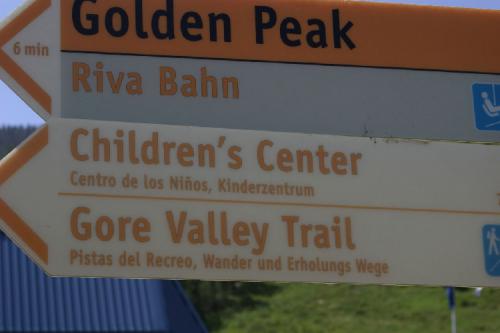 Golden Peak
6 min
Riva Bahn
Children's Center
Centro de los Niños, Kinderzentrum
Gore Valley Trail
Pistas del Recreo, Wander und Erholungs Wege